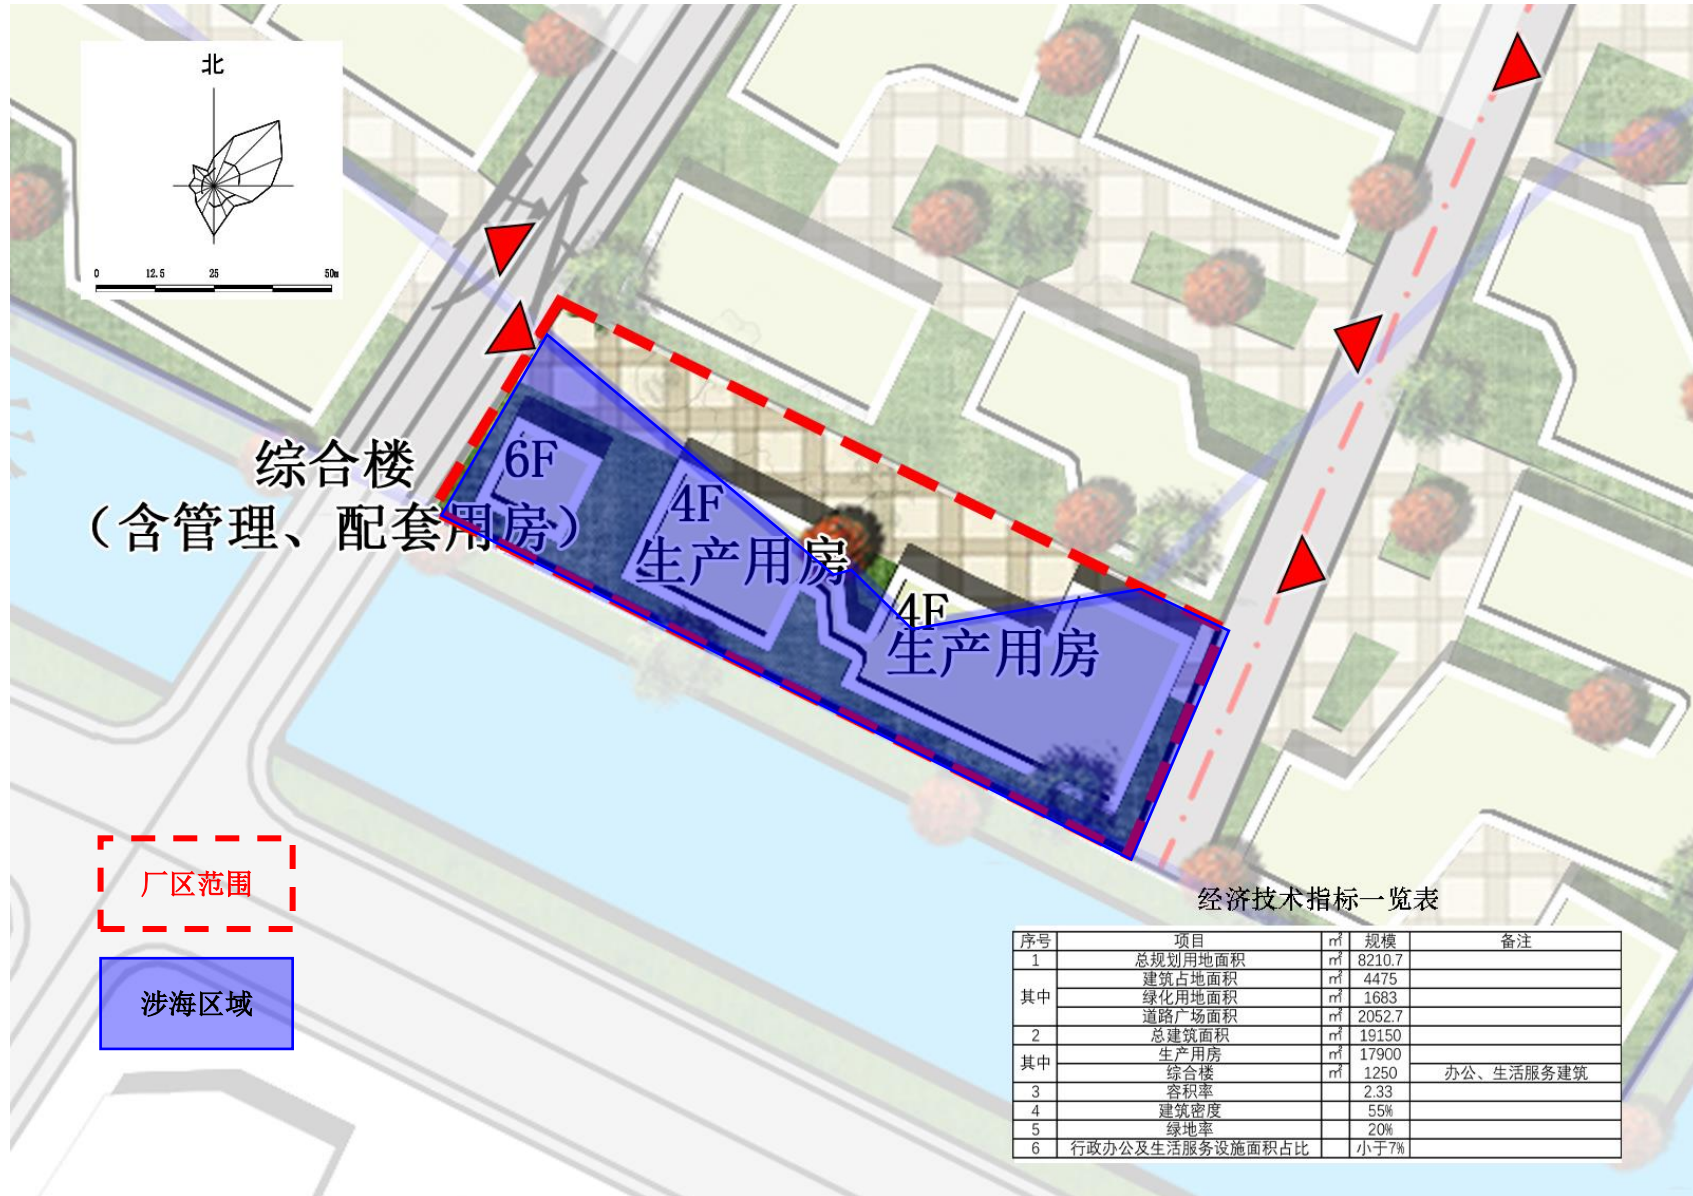 北
0 12.5 25 50m
6F
综合楼
（含管理、配套用房）
4F
生产用房
4F
生产用房
厂区范围
涉海区域
经济技术指标一览表
序号 项目 ㎡ 规模 备注
1 总规划用地面积 ㎡ 8210.7
其中 建筑占地面积 ㎡ 4475
绿化用地面积 ㎡ 1683
道路广场面积 ㎡ 2052.7
2 总建筑面积 ㎡ 19150
其中 生产用房 ㎡ 17900
综合楼 ㎡ 1250 办公、生活服务建筑
3 容积率 2.33
4 建筑密度 55%
5 绿地率 20%
6 行政办公及生活服务设施面积占比 小于7%